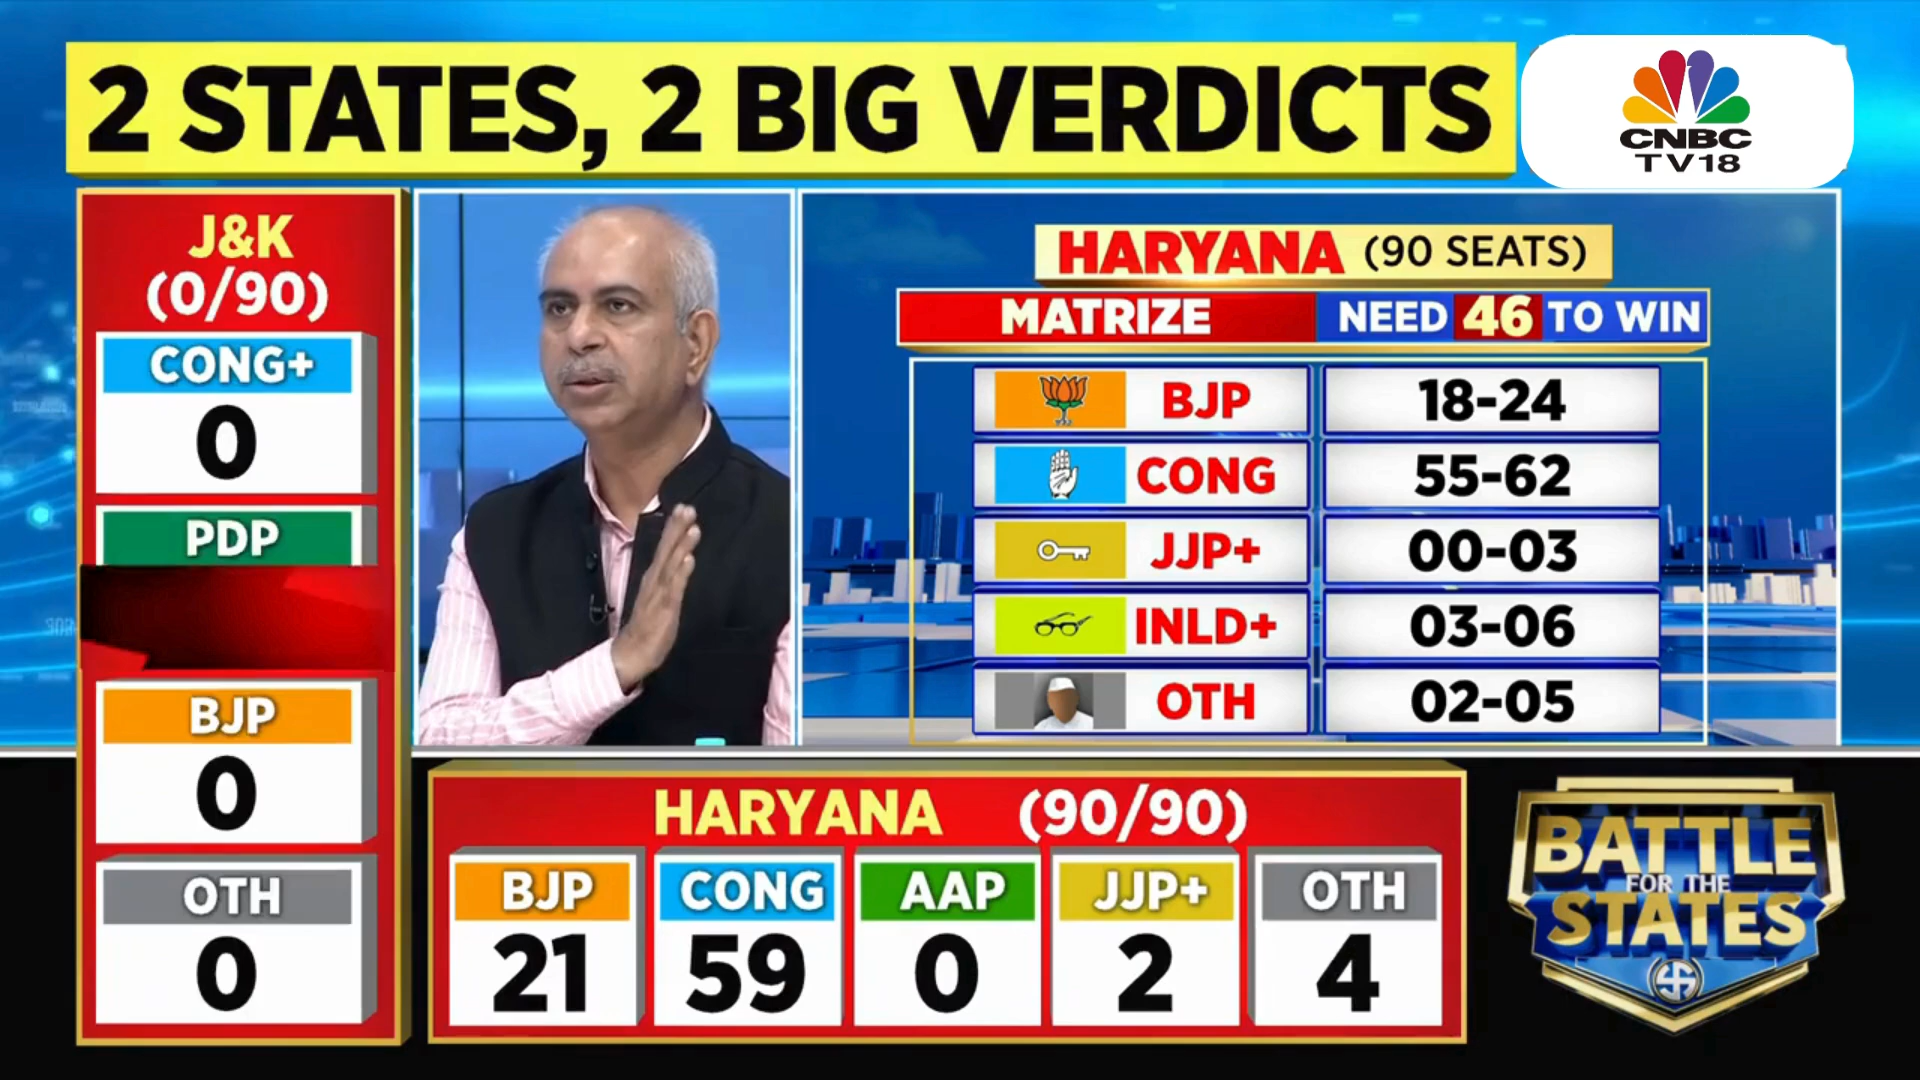 2 STATES, 2 BIG VERDICTS
CNBC
TV18
J&K
(0/90)
CONG+
0
PDP
BJP
0
OTH
0
HARYANA (90 SEATS)
MATRIZE NEED 46 TO WIN
BJP 18-24
CONG 55-62
JJP+ 00-03
INLD+ 03-06
OTH 02-05
HARYANA (90/90)
BJP CONG AAP JJP+ OTH
21 59 0 2 4
BATTLE
FOR THE
STATES